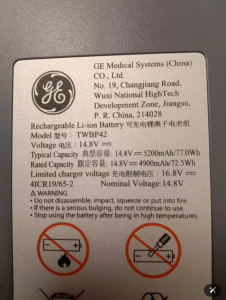 GE
GE Medical Systems (China)
CO., Ltd.
No. 19, Changjiang Road,
Wuxi National HighTech
Development Zone, Jiangsu,
P. R. China, 214028
Rechargeable Li-ion Battery 可充电锂离子电池组
Model 型号: TWBP42
Voltage 电压: 14.8V
Typical Capacity 典型容量: 14.8V 5200mAh/77.0Wh
Rated Capacity 额定容量: 14.8V 4900mAh/72.5Wh
Limited charger voltage 充电限制电压: 16.8V
4ICR19/65-2 Nominal Voltage: 14.8V
⚠WARNING
• Do not disassemble, impact, squeeze or put into fire
• If there is a serious bulging, do not continue to use
• Stop using the battery after being in high temperatures